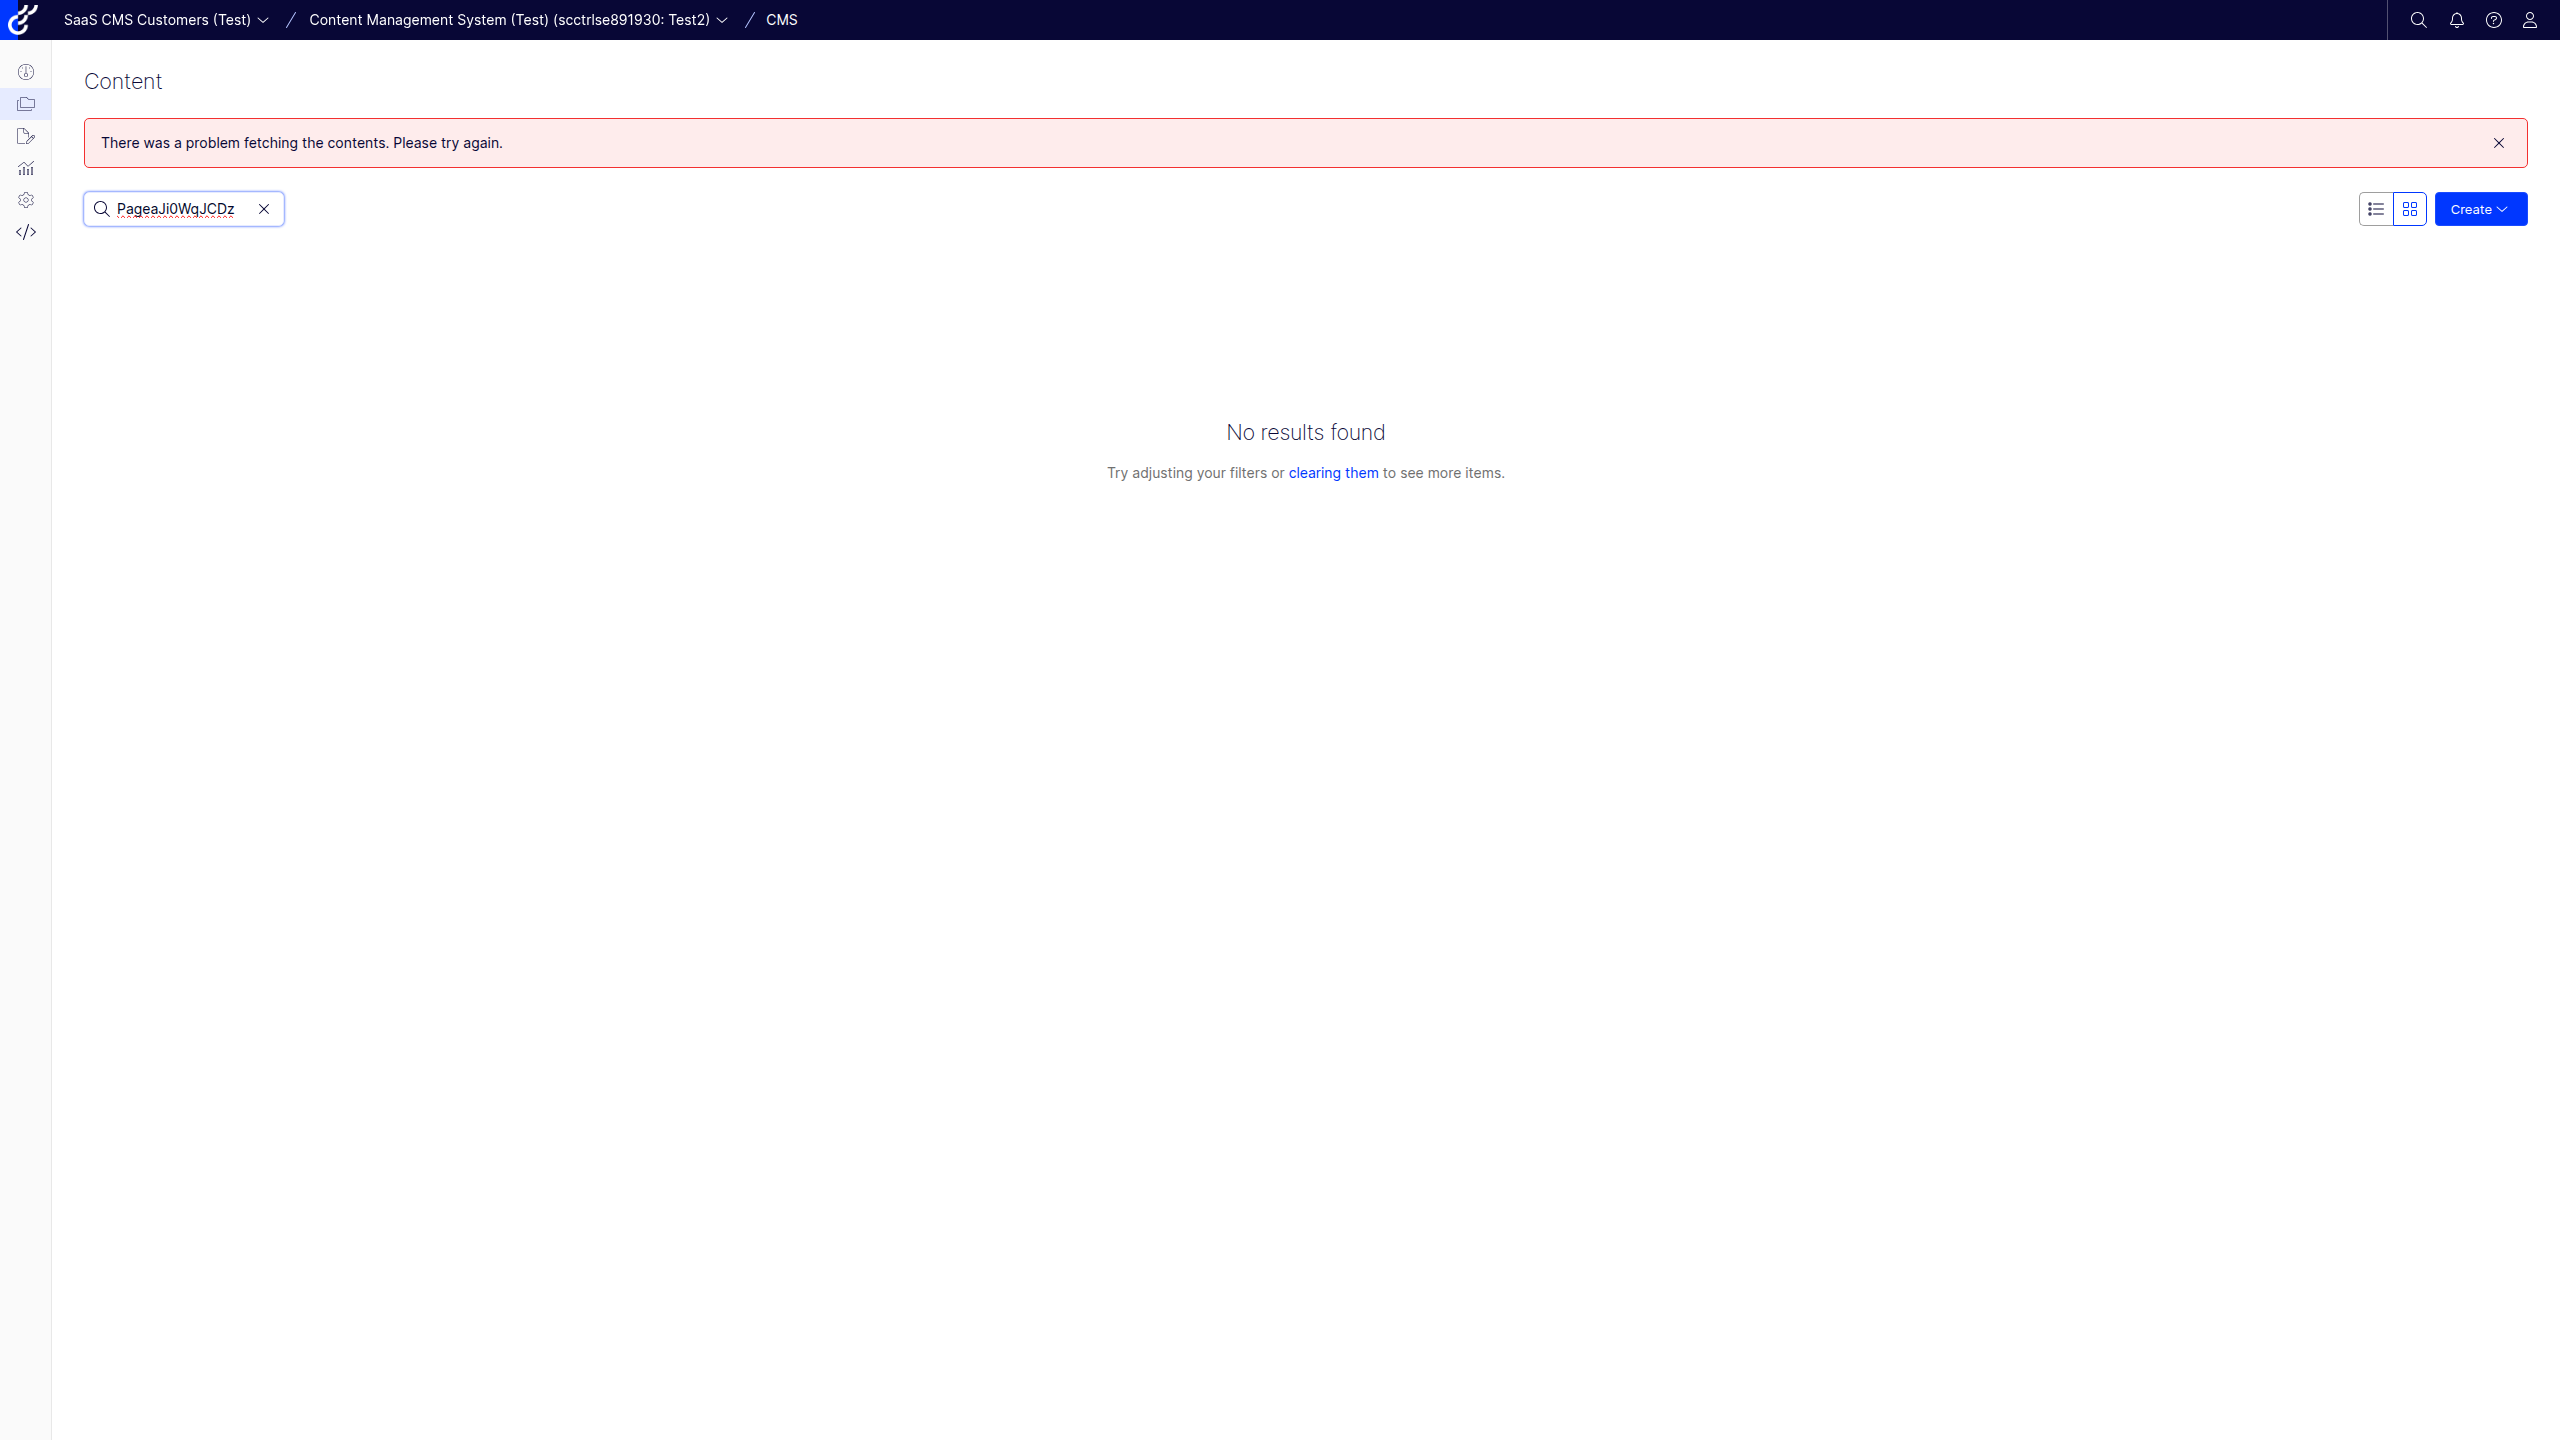 SaaS CMS Customers (Test) / Content Management System (Test) (scctrlse891930: Test2) / CMS
Content
There was a problem fetching the contents. Please try again.
PageaJi0WqJCDz
Create
No results found
Try adjusting your filters or clearing them to see more items.